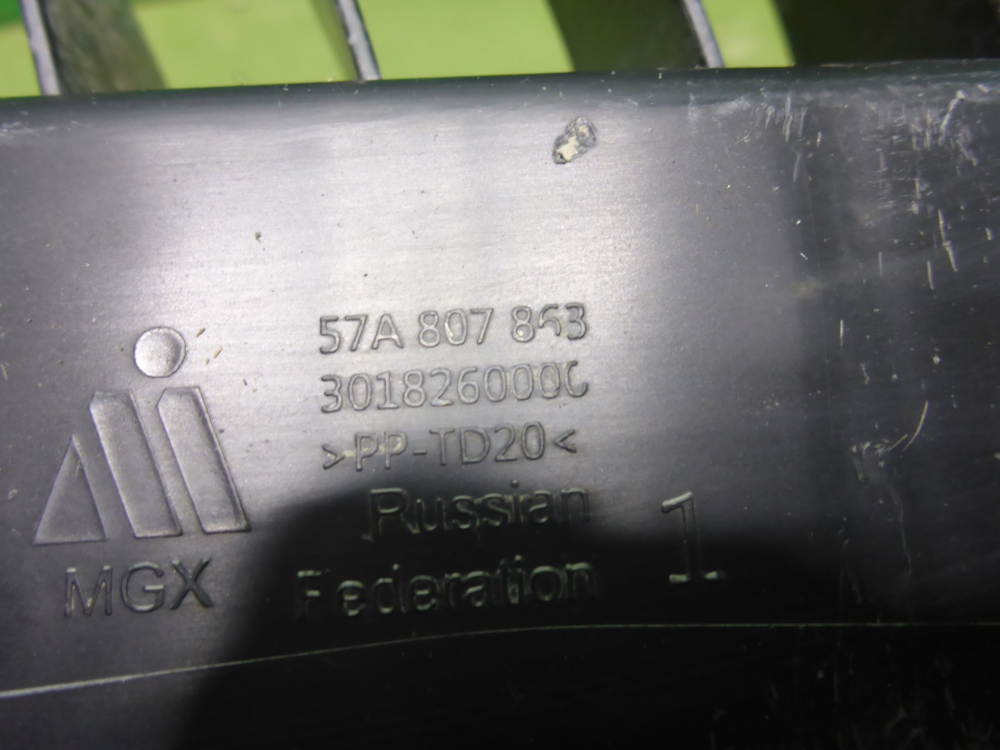 57A 807 863
3018260000
>PP-TD20<
Russian
Federation
1
MGX